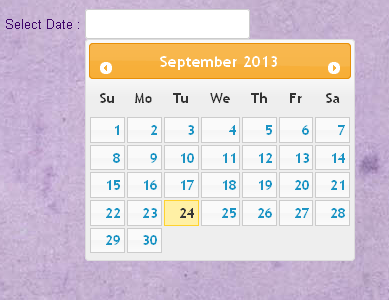 Select Date :
September 2013
Su Mo Tu We Th Fr Sa
1 2 3 4 5 6 7
8 9 10 11 12 13 14
15 16 17 18 19 20 21
22 23 24 25 26 27 28
29 30